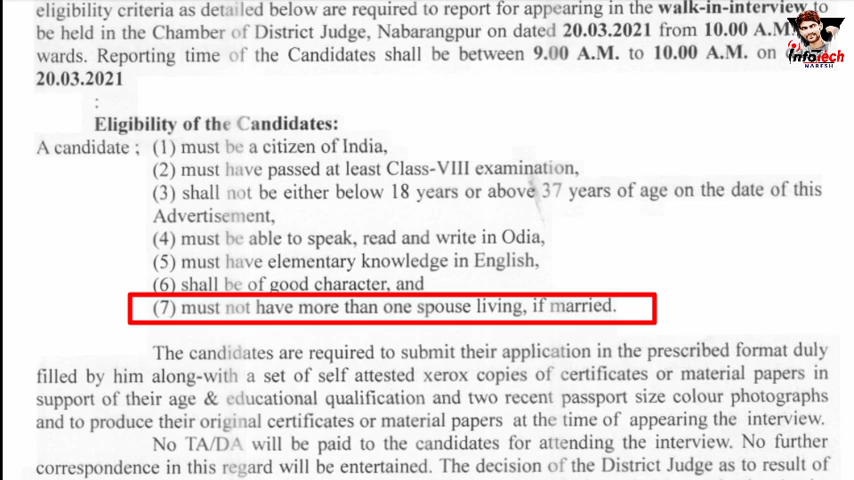 eligibility criteria as detailed below are required to report for appearing in the walk-in-interview to
be held in the Chamber of District Judge, Nabarangpur on dated 20.03.2021 from 10.00 A.M.
wards. Reporting time of the Candidates shall be between 9.00 A.M. to 10.00 A.M. on
20.03.2021
:
Eligibility of the Candidates:
A candidate ; (1) must be a citizen of India,
(2) must have passed at least Class-VIII examination,
(3) shall not be either below 18 years or above 37 years of age on the date of this
Advertisement,
(4) must be able to speak, read and write in Odia,
(5) must have elementary knowledge in English,
(6) shall be of good character, and
(7) must not have more than one spouse living, if married.
The candidates are required to submit their application in the prescribed format duly
filled by him along-with a set of self attested xerox copies of certificates or material papers in
support of their age & educational qualification and two recent passport size colour photographs
and to produce their original certificates or material papers at the time of appearing the interview.
No TA/DA will be paid to the candidates for attending the interview. No further
correspondence in this regard will be entertained. The decision of the District Judge as to result of
infotech
NARESH